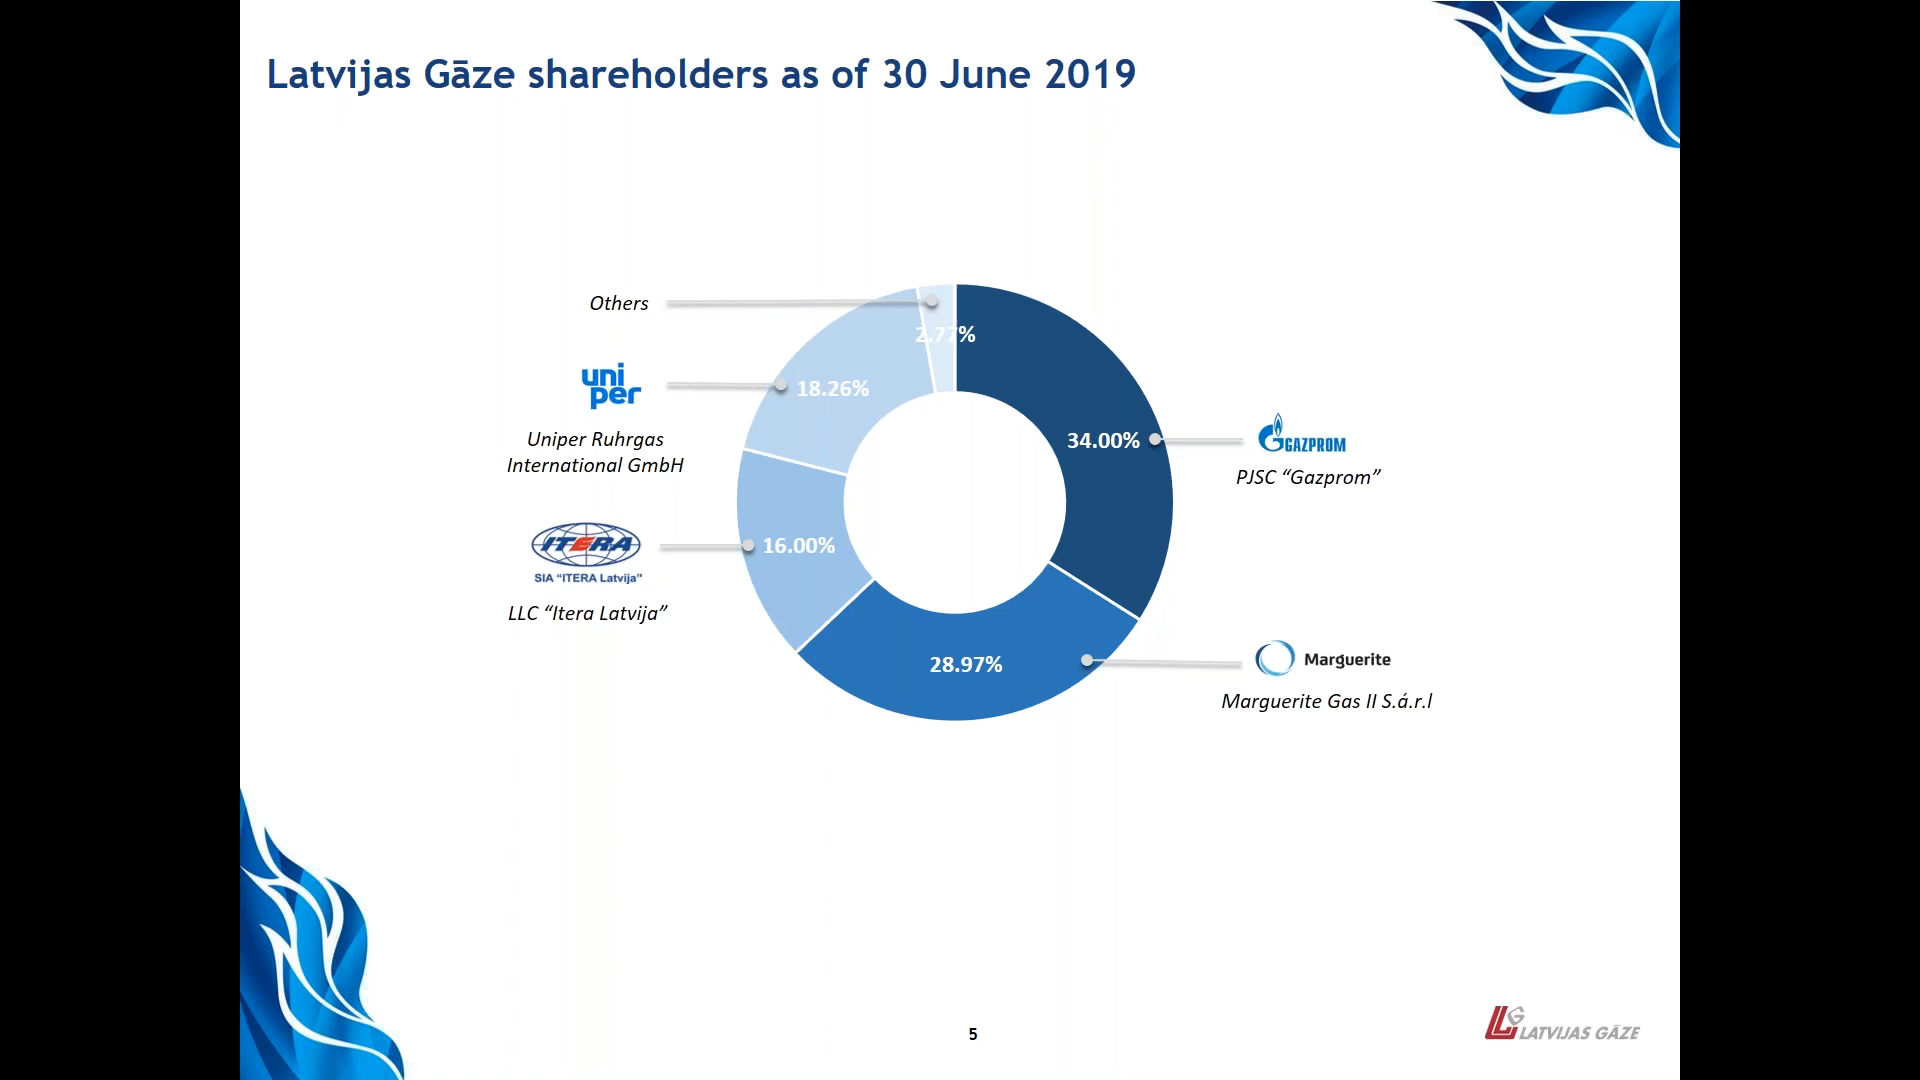 Latvijas Gāze shareholders as of 30 June 2019
Others
2.77%
uni
per
18.26%
Uniper Ruhrgas
International GmbH
34.00%
GAZPROM
PJSC “Gazprom”
ITERA
SIA “ITERA Latvija”
16.00%
LLC “Itera Latvija”
28.97%
Marguerite
Marguerite Gas II S.á.r.l
5
LG LATVIJAS GĀZE